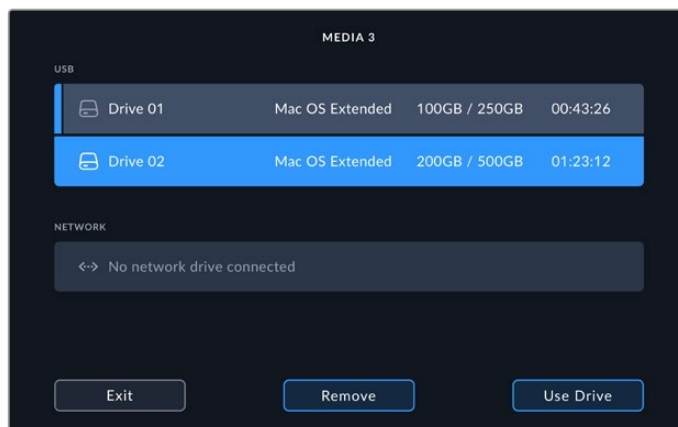 MEDIA 3
USB
Drive 01 Mac OS Extended 100GB / 250GB 00:43:26
Drive 02 Mac OS Extended 200GB / 500GB 01:23:12
NETWORK
No network drive connected
Exit Remove Use Drive